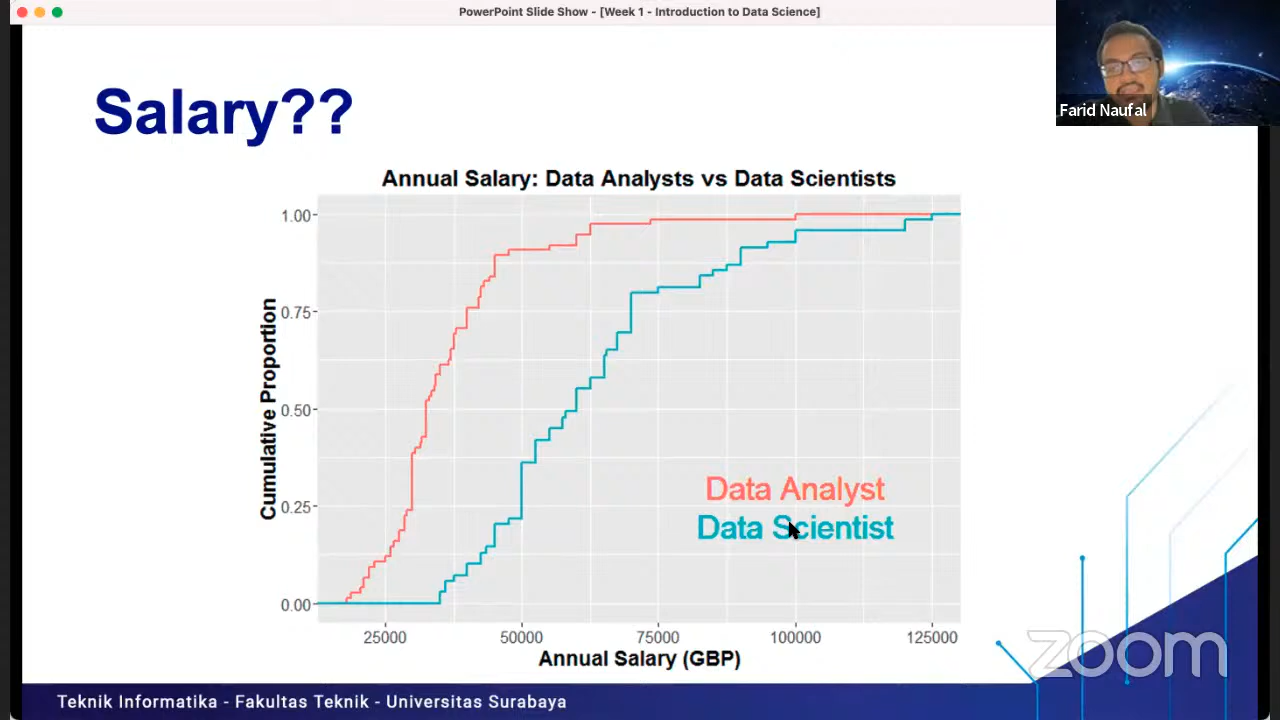 PowerPoint Slide Show - [Week 1 - Introduction to Data Science]
Farid Naufal
Salary??
Annual Salary: Data Analysts vs Data Scientists
1.00
0.75
0.50
0.25
0.00
Cumulative Proportion
Data Analyst
Data Scientist
25000 50000 75000 100000 125000
Annual Salary (GBP)
zoom
Teknik Informatika - Fakultas Teknik - Universitas Surabaya